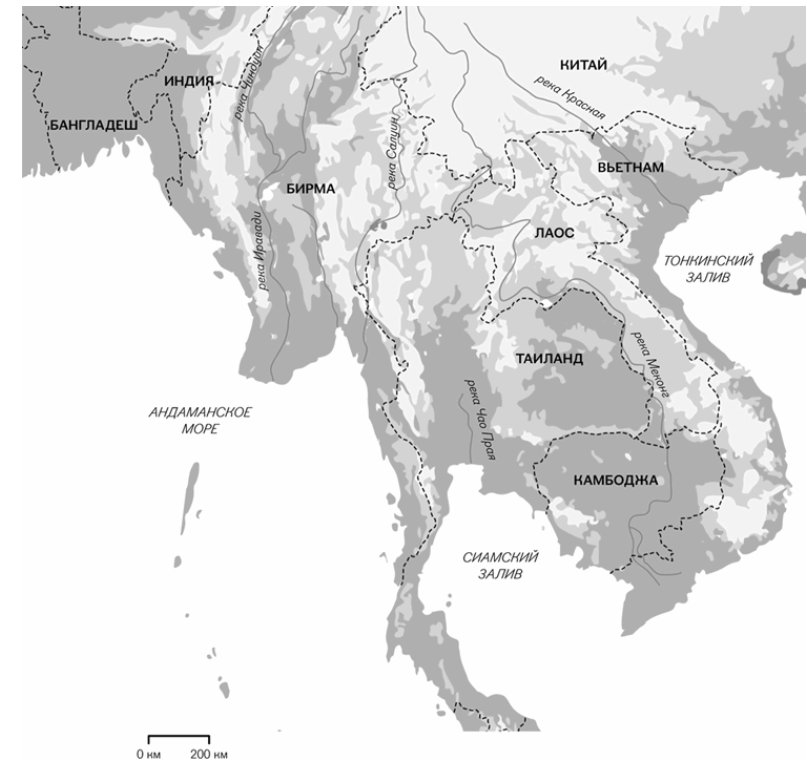 КИТАЙ
ИНДИЯ
река Чиндуин
река Красная
БАНГЛАДЕШ
река Салуин
ВЬЕТНАМ
БИРМА
река Иравади
ЛАОС
ТОНКИНСКИЙ
ЗАЛИВ
ТАИЛАНД
река Меконг
река Чао Прая
АНДАМАНСКОЕ
МОРЕ
КАМБОДЖА
СИАМСКИЙ
ЗАЛИВ
0 км 200 км